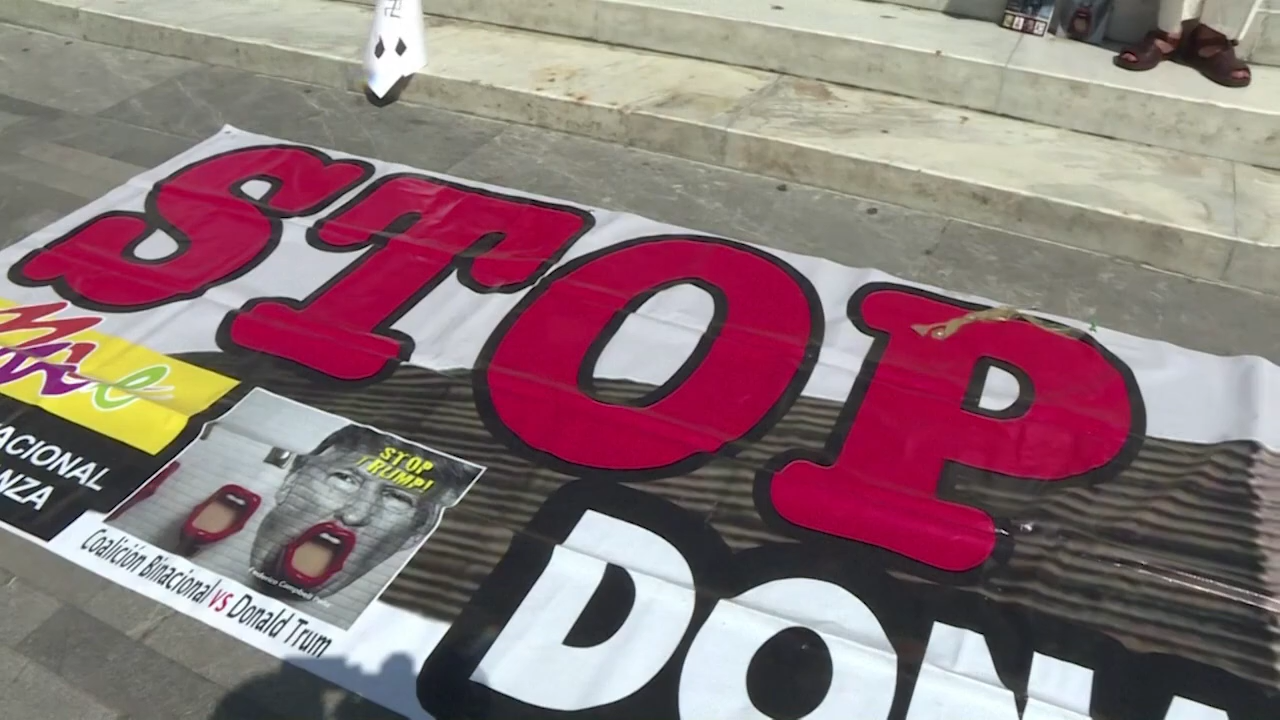 STOP
STOP
TRUMP!
ACIONAL
NZA
Coalición Binacional vs Donald Trum
DON